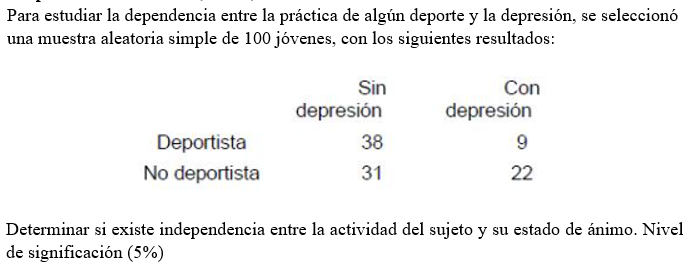 Para estudiar la dependencia entre la práctica de algún deporte y la depresión, se seleccionó
una muestra aleatoria simple de 100 jóvenes, con los siguientes resultados:
Sin Con
depresión depresión
Deportista 38 9
No deportista 31 22
Determinar si existe independencia entre la actividad del sujeto y su estado de ánimo. Nivel
de significación (5%)